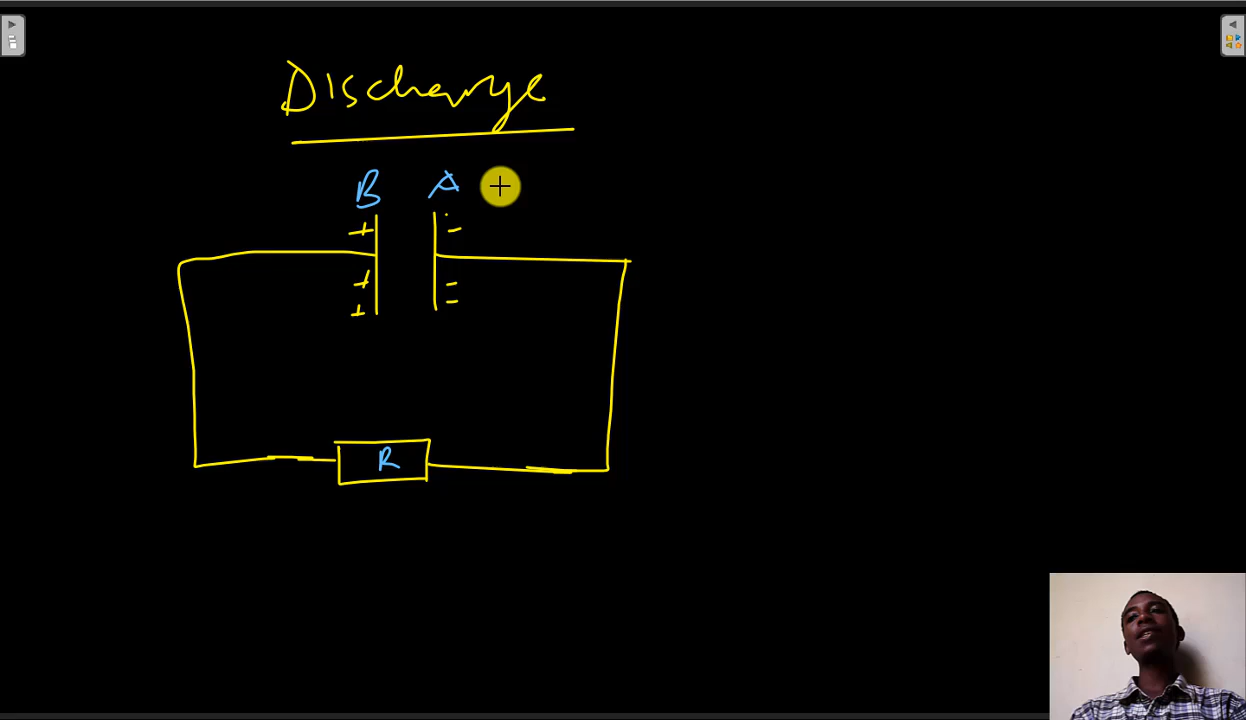 Discharge
B A
+ -
+ -
+ -
R